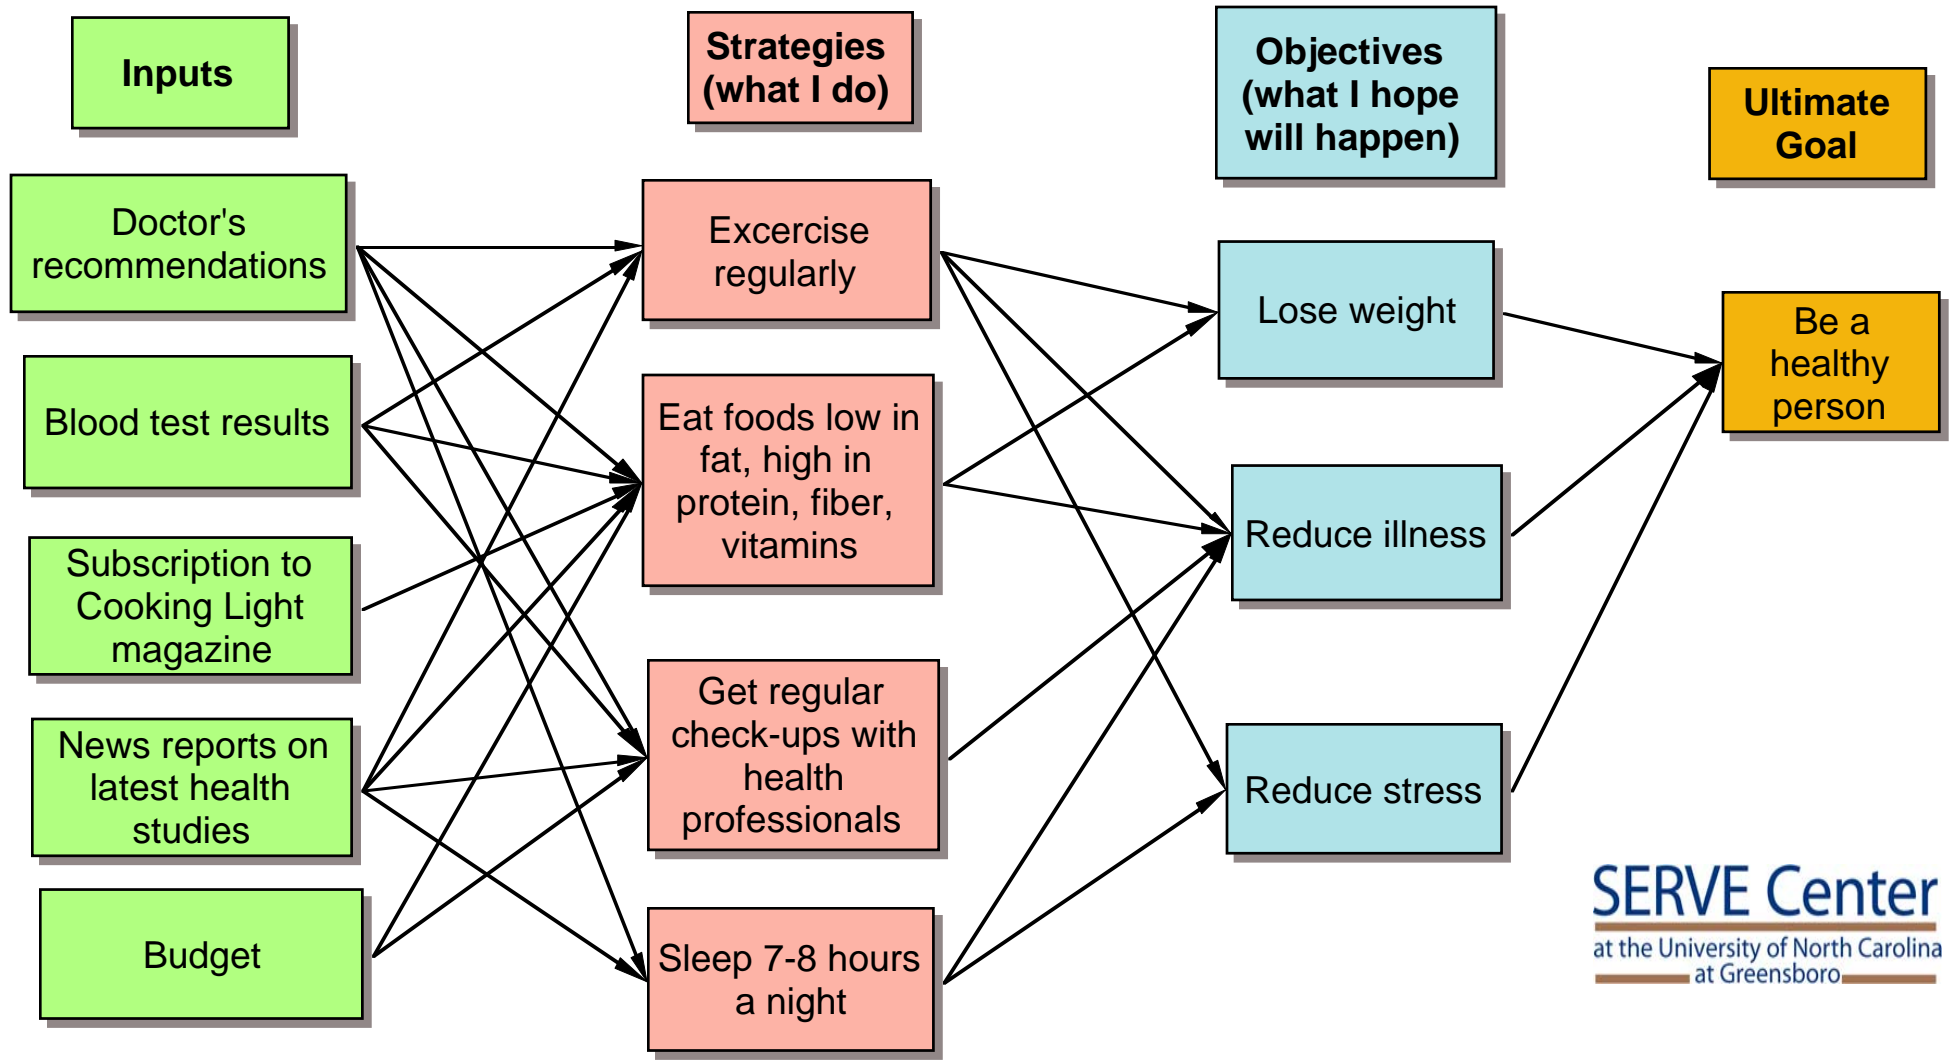 Inputs
Strategies
(what I do)
Objectives
(what I hope
will happen)
Ultimate
Goal
Doctor's
recommendations
Blood test results
Subscription to
Cooking Light
magazine
News reports on
latest health
studies
Budget
Excercise
regularly
Eat foods low in
fat, high in
protein, fiber,
vitamins
Get regular
check-ups with
health
professionals
Sleep 7-8 hours
a night
Lose weight
Reduce illness
Reduce stress
Be a
healthy
person
SERVE Center
at the University of North Carolina
at Greensboro